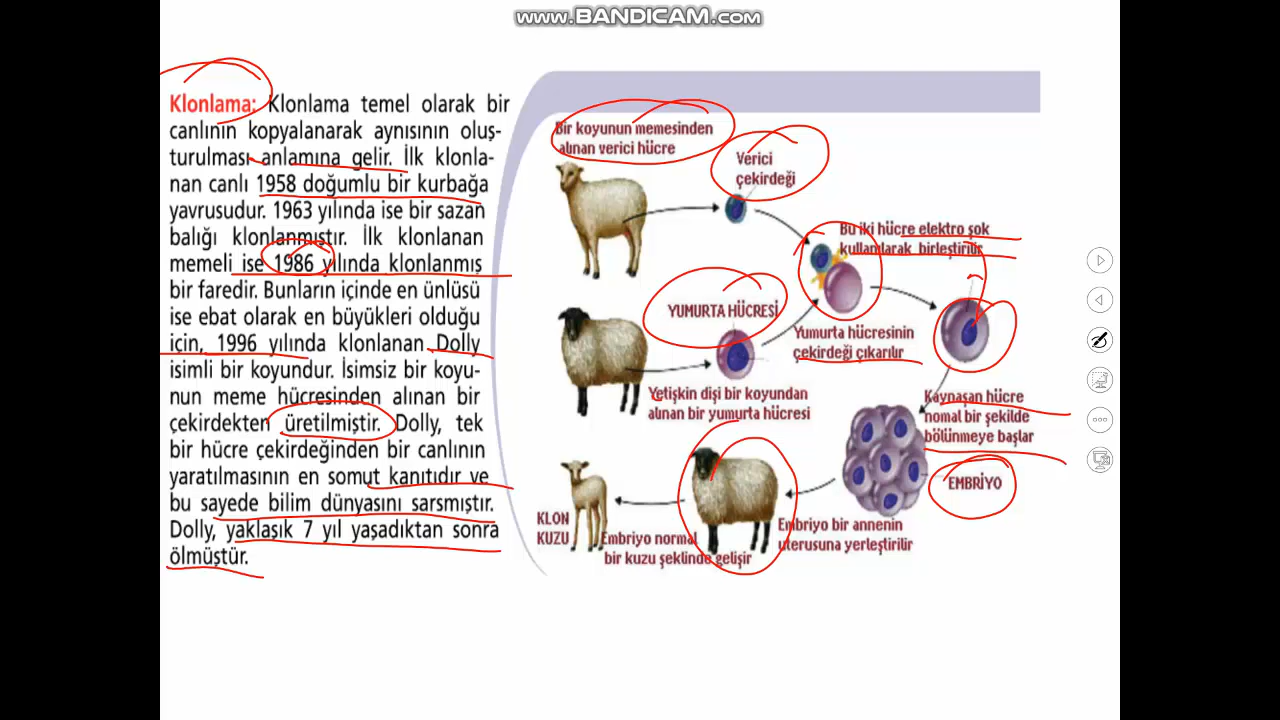 www.BANDICAM.com
Klonlama: Klonlama temel olarak bir
canlının kopyalanarak aynısının oluş-
turulması anlamına gelir. İlk klonla-
nan canlı 1958 doğumlu bir kurbağa
yavrusudur. 1963 yılında ise bir sazan
balığı klonlanmıştır. İlk klonlanan
memeli ise 1986 yılında klonlanmış
bir faredir. Bunların içinde en ünlüsü
ise ebat olarak en büyükleri olduğu
için, 1996 yılında klonlanan Dolly
isimli bir koyundur. İsimsiz bir koyu-
nun meme hücresinden alınan bir
çekirdekten üretilmiştir. Dolly, tek
bir hücre çekirdeğinden bir canlının
yaratılmasının en somut kanıtıdır ve
bu sayede bilim dünyasını sarsmıştır.
Dolly, yaklaşık 7 yıl yaşadıktan sonra
ölmüştür.
Bir koyunun memesinden
alınan verici hücre
Verici
çekirdeği
Bu iki hücre elektro şok
kullanılarak birleştirilir
YUMURTA HÜCRESİ
Yumurta hücresinin
çekirdeği çıkarılır
Yetişkin dişi bir koyundan
alınan bir yumurta hücresi
Kaynaşan hücre
nomal bir şekilde
bölünmeye başlar
EMBRİYO
Embriyo bir annenin
uterusuna yerleştirilir
Embriyo normal
bir kuzu şeklinde gelişir
KLON
KUZU